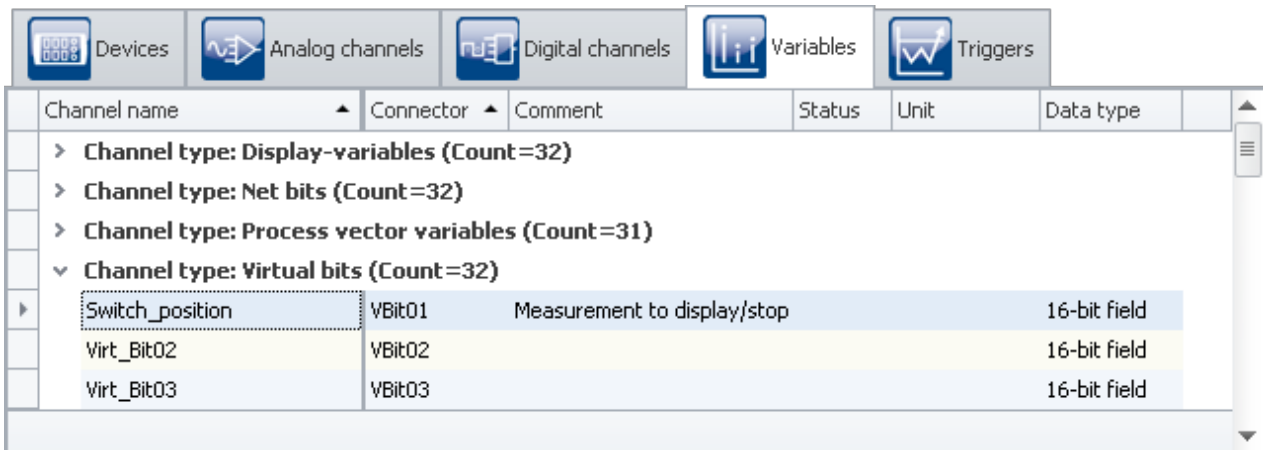 Devices Analog channels Digital channels Variables Triggers
Channel name Connector Comment Status Unit Data type
Channel type: Display-variables (Count=32)
Channel type: Net bits (Count=32)
Channel type: Process vector variables (Count=31)
Channel type: Virtual bits (Count=32)
Switch_position VBit01 Measurement to display/stop 16-bit field
Virt_Bit02 VBit02 16-bit field
Virt_Bit03 VBit03 16-bit field